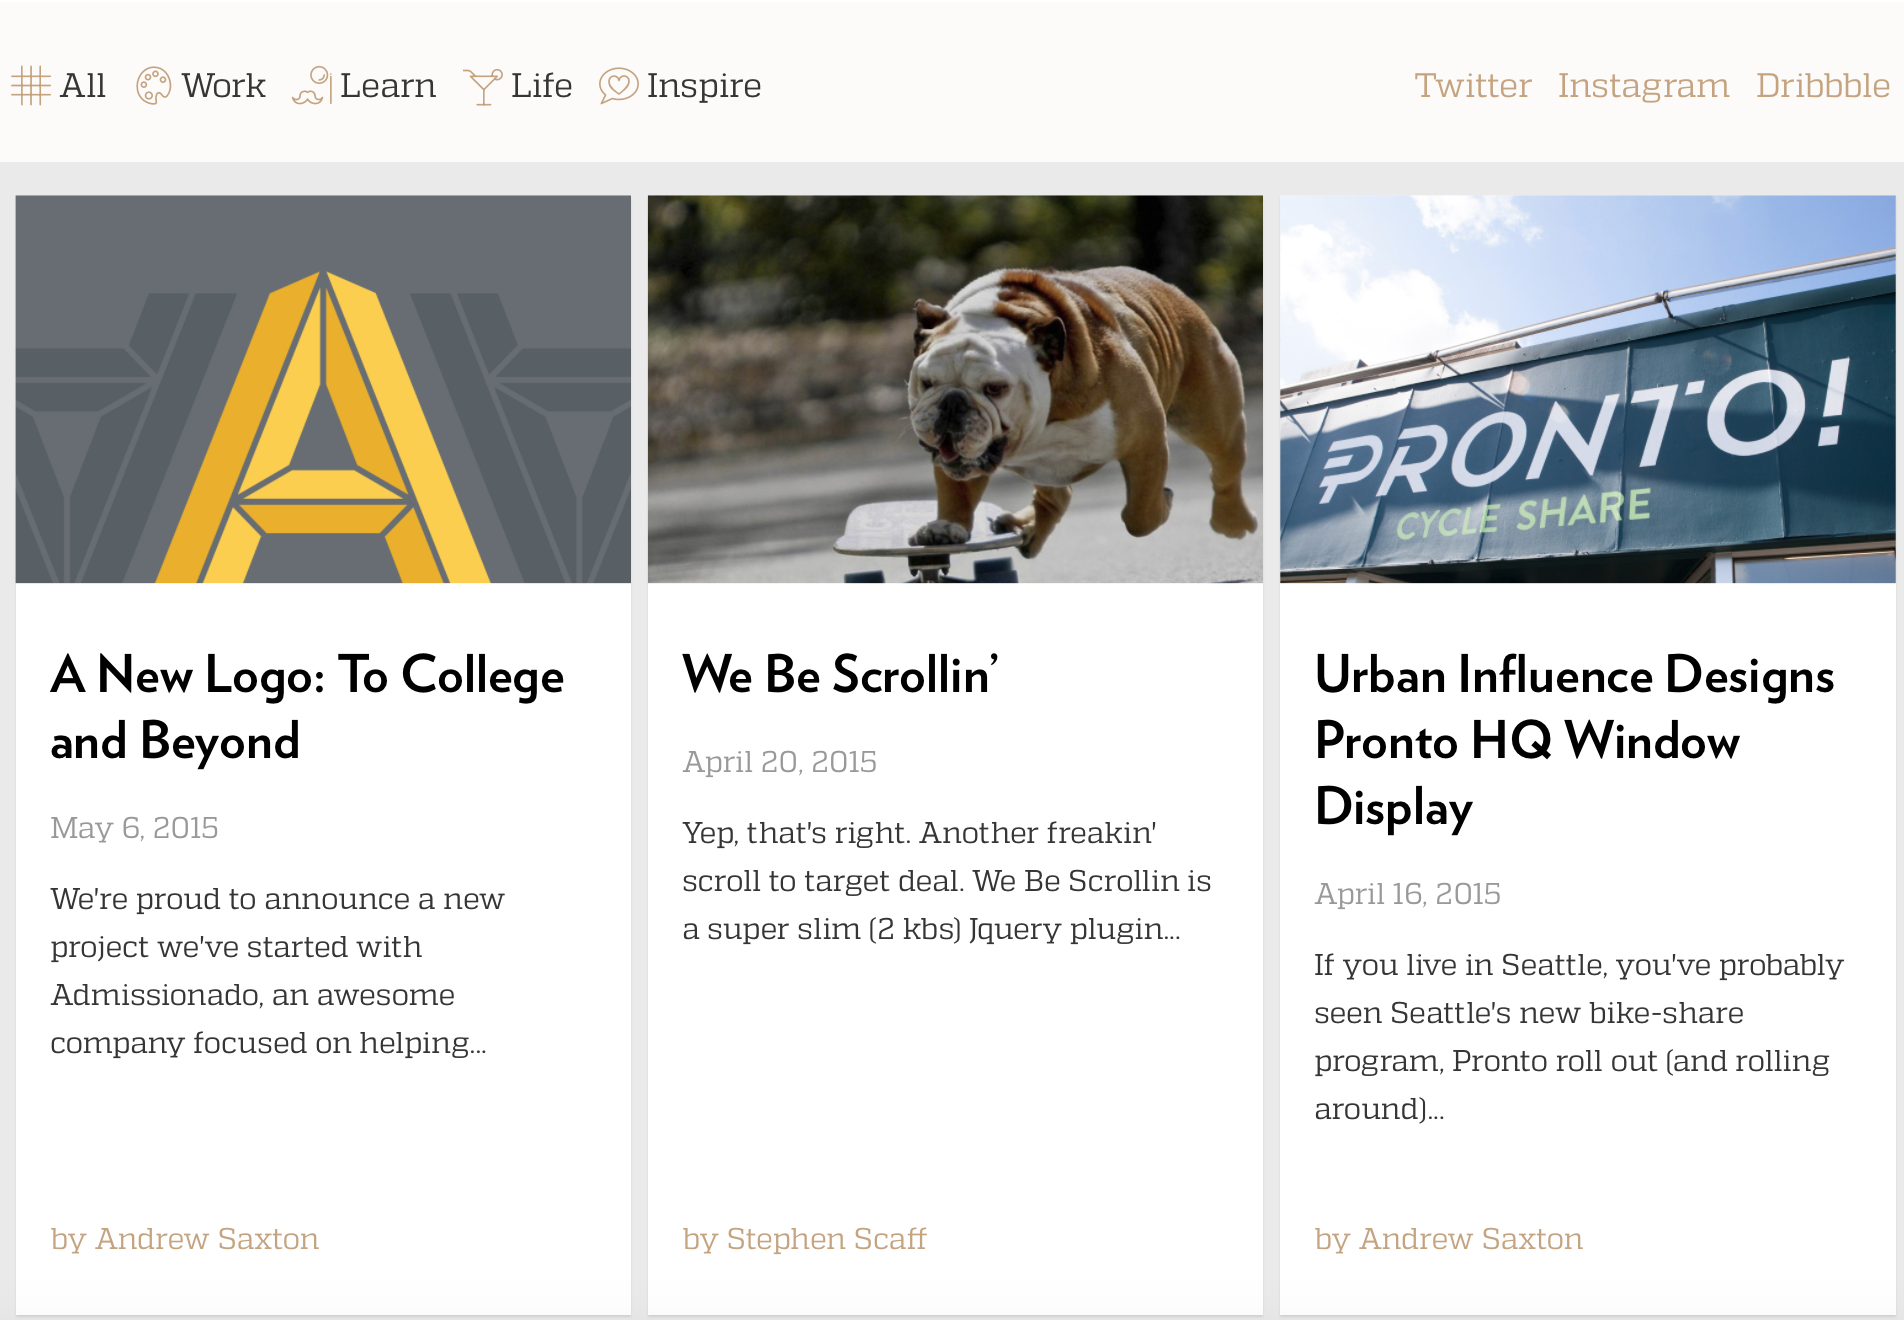 All Work Learn Life Inspire Twitter Instagram Dribbble
PRONTO!
CYCLE SHARE
A New Logo: To College
and Beyond
May 6, 2015
We're proud to announce a new
project we've started with
Admissionado, an awesome
company focused on helping...
by Andrew Saxton
We Be Scrollin’
April 20, 2015
Yep, that's right. Another freakin'
scroll to target deal. We Be Scrollin is
a super slim (2 kbs) Jquery plugin...
by Stephen Scaff
Urban Influence Designs
Pronto HQ Window
Display
April 16, 2015
If you live in Seattle, you've probably
seen Seattle's new bike-share
program, Pronto roll out (and rolling
around)...
by Andrew Saxton